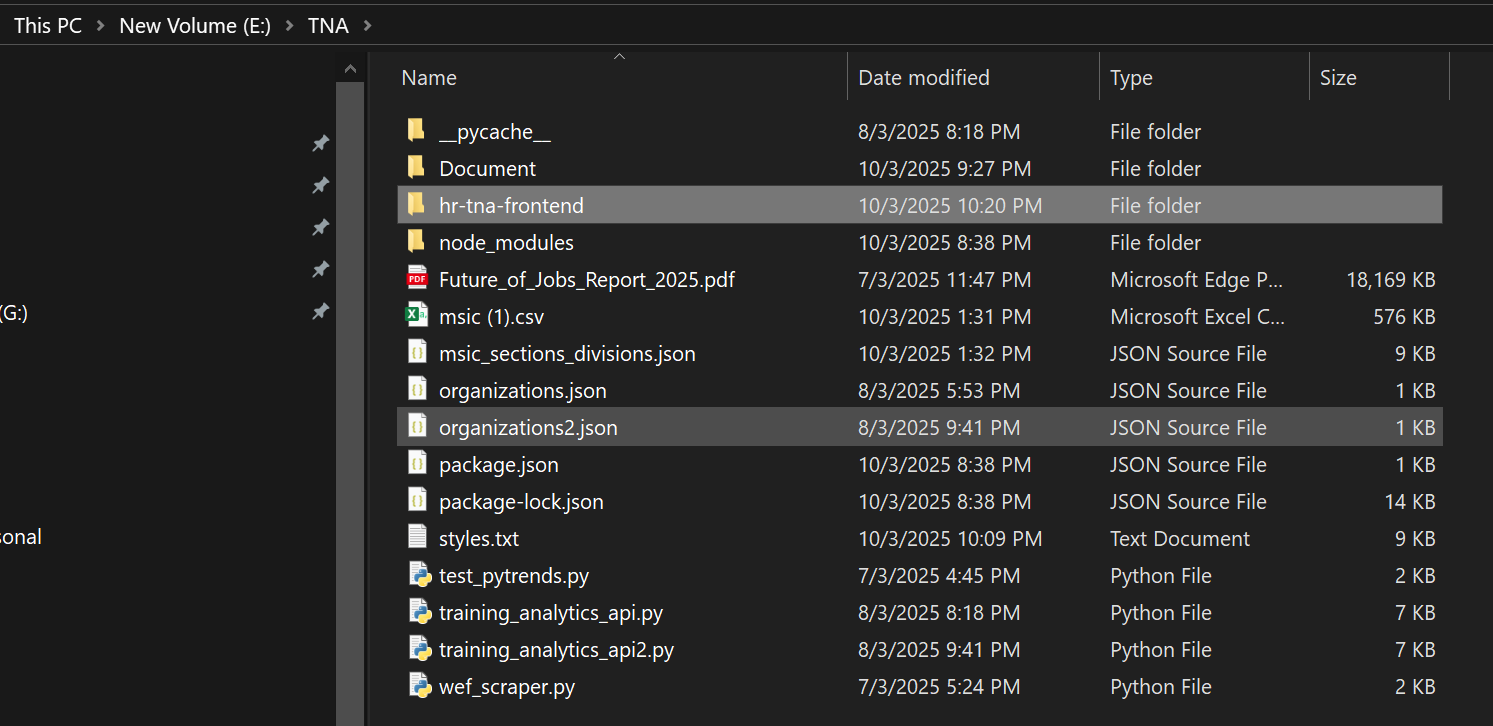 This PC > New Volume (E:) > TNA >
Name Date modified Type Size
__pycache__ 8/3/2025 8:18 PM File folder
Document 10/3/2025 9:27 PM File folder
hr-tna-frontend 10/3/2025 10:20 PM File folder
node_modules 10/3/2025 8:38 PM File folder
PDF Future_of_Jobs_Report_2025.pdf 7/3/2025 11:47 PM Microsoft Edge P... 18,169 KB
(G:)
msic (1).csv 10/3/2025 1:31 PM Microsoft Excel C... 576 KB
msic_sections_divisions.json 10/3/2025 1:32 PM JSON Source File 9 KB
organizations.json 8/3/2025 5:53 PM JSON Source File 1 KB
organizations2.json 8/3/2025 9:41 PM JSON Source File 1 KB
package.json 10/3/2025 8:38 PM JSON Source File 1 KB
package-lock.json 10/3/2025 8:38 PM JSON Source File 14 KB
sonal
styles.txt 10/3/2025 10:09 PM Text Document 9 KB
test_pytrends.py 7/3/2025 4:45 PM Python File 2 KB
training_analytics_api.py 8/3/2025 8:18 PM Python File 7 KB
training_analytics_api2.py 8/3/2025 9:41 PM Python File 7 KB
wef_scraper.py 7/3/2025 5:24 PM Python File 2 KB